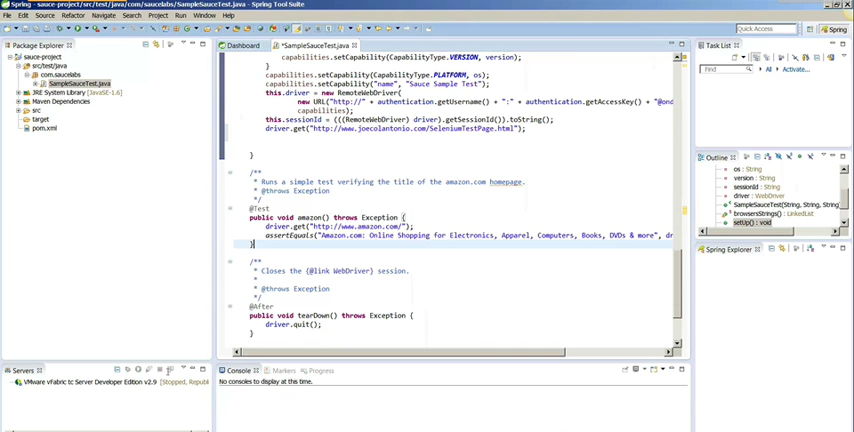 Spring - sauce-project/src/test/java/com/saucelabs/SampleSauceTest.java - Spring Tool Suite
File Edit Source Refactor Navigate Search Project Run Window Help
Quick Access
Spring
Package Explorer
sauce-project
src/test/java
com.saucelabs
SampleSauceTest.java
JRE System Library [JavaSE-1.6]
Maven Dependencies
src
target
pom.xml
Servers
VMware vFabric tc Server Developer Edition v2.9 [Stopped, Republi
Dashboard
*SampleSauceTest.java
capabilities.setCapability(CapabilityType.VERSION, version);
}
capabilities.setCapability(CapabilityType.PLATFORM, os);
capabilities.setCapability("name", "Sauce Sample Test");
this.driver = new RemoteWebDriver(
new URL("http://" + authentication.getUsername() + ":" + authentication.getAccessKey() + "@ond
capabilities);
this.sessionId = (((RemoteWebDriver) driver).getSessionId()).toString();
driver.get("http://www.joecolantonio.com/SeleniumTestPage.html");
}
/**
* Runs a simple test verifying the title of the amazon.com homepage.
* @throws Exception
*/
@Test
public void amazon() throws Exception {
driver.get("http://www.amazon.com/");
assertEquals("Amazon.com: Online Shopping for Electronics, Apparel, Computers, Books, DVDs & more", dr
}
/**
* Closes the {@link WebDriver} session.
*
* @throws Exception
*/
@After
public void tearDown() throws Exception {
driver.quit();
}
Console Markers Progress
No consoles to display at this time.
Task List
Find All Activate...
Outline
os : String
version : String
sessionId : String
driver : WebDriver
SampleSauceTest(String, String, String)
browsersStrings() : LinkedList
setUp() : void
Spring Explorer